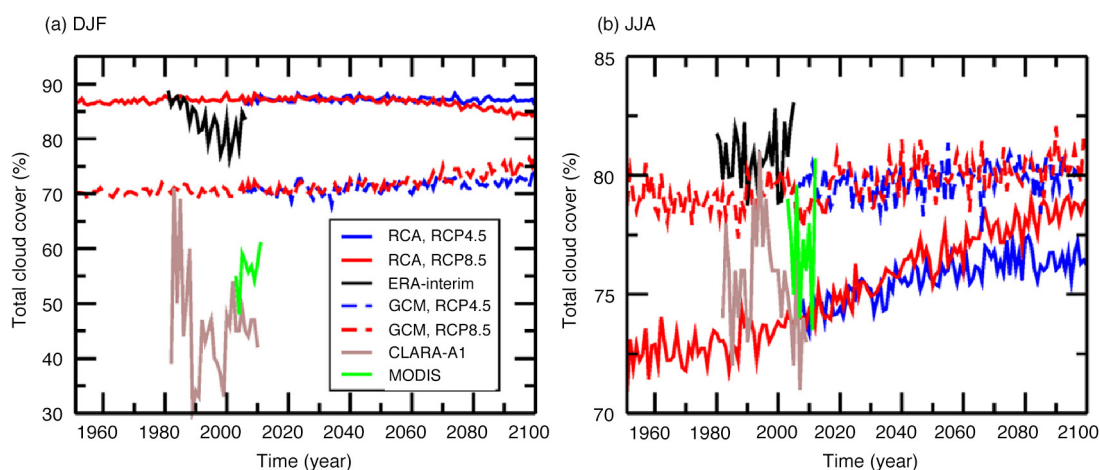 (a) DJF
Total cloud cover (%)
90
80
70
60
50
40
30
1960 1980 2000 2020 2040 2060 2080 2100
Time (year)
RCA, RCP4.5
RCA, RCP8.5
ERA-interim
GCM, RCP4.5
GCM, RCP8.5
CLARA-A1
MODIS
(b) JJA
Total cloud cover (%)
85
80
75
70
1960 1980 2000 2020 2040 2060 2080 2100
Time (year)